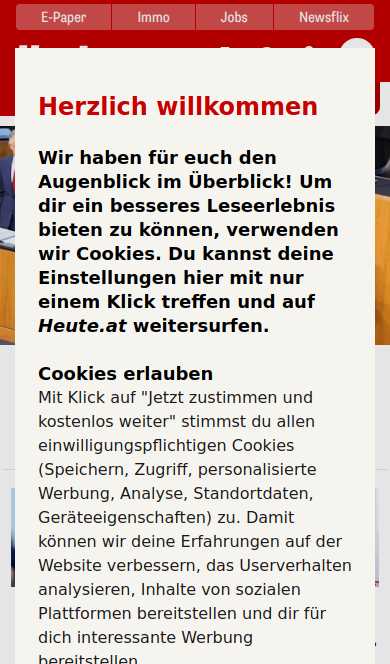 E-Paper Immo Jobs Newsflix
Herzlich willkommen
Wir haben für euch den
Augenblick im Überblick! Um
dir ein besseres Leseerlebnis
bieten zu können, verwenden
wir Cookies. Du kannst deine
Einstellungen hier mit nur
einem Klick treffen und auf
Heute.at weitersurfen.
Cookies erlauben
Mit Klick auf "Jetzt zustimmen und
kostenlos weiter" stimmst du allen
einwilligungspflichtigen Cookies
(Speichern, Zugriff, personalisierte
Werbung, Analyse, Standortdaten,
Geräteeigenschaften) zu. Damit
können wir deine Erfahrungen auf der
Website verbessern, das Userverhalten
analysieren, Inhalte von sozialen
Plattformen bereitstellen und dir für
dich interessante Werbung
bereitstellen.